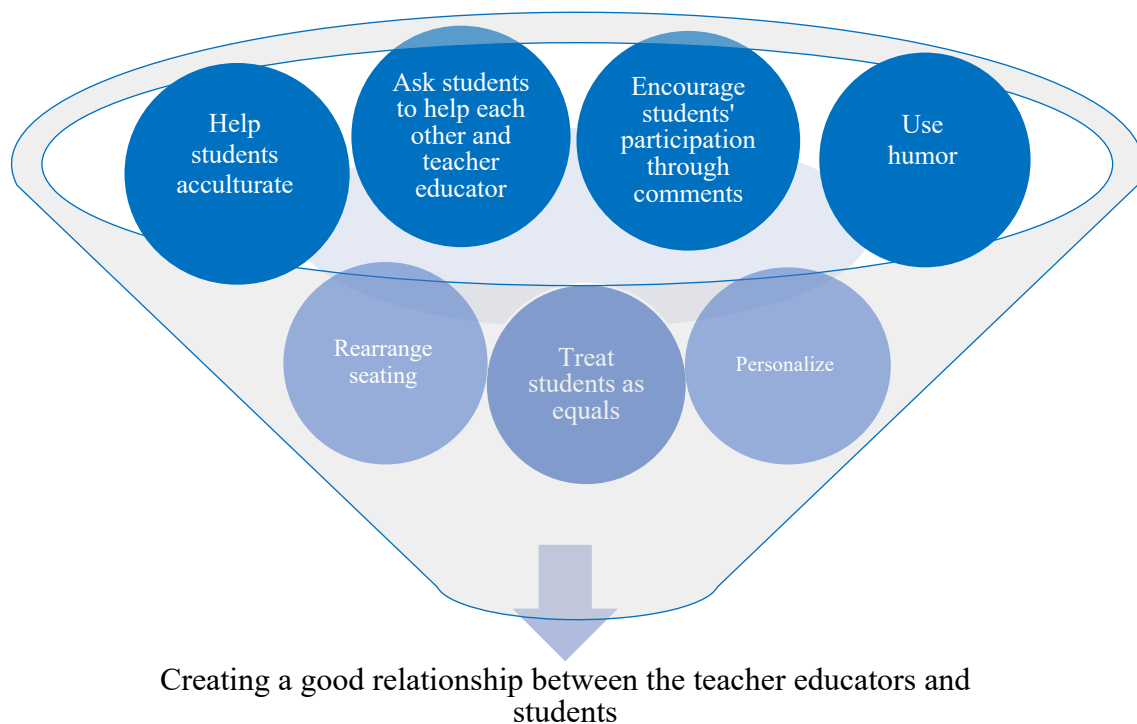 Help
students
acculturate
Ask students
to help each
other and
teacher
educator
Encourage
students'
participation
through
comments
Use
humor
Rearrange
seating
Treat
students as
equals
Personalize
Creating a good relationship between the teacher educators and
students